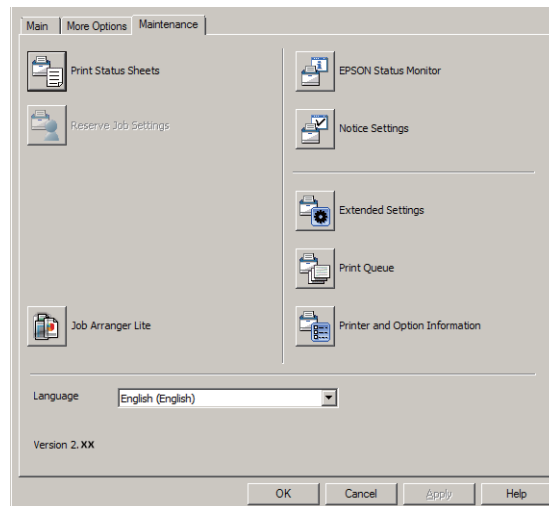 Main More Options Maintenance
Print Status Sheets
Reserve Job Settings
Job Arranger Lite
EPSON Status Monitor
Notice Settings
Extended Settings
Print Queue
Printer and Option Information
Language English (English)
Version 2.XX
OK Cancel Apply Help